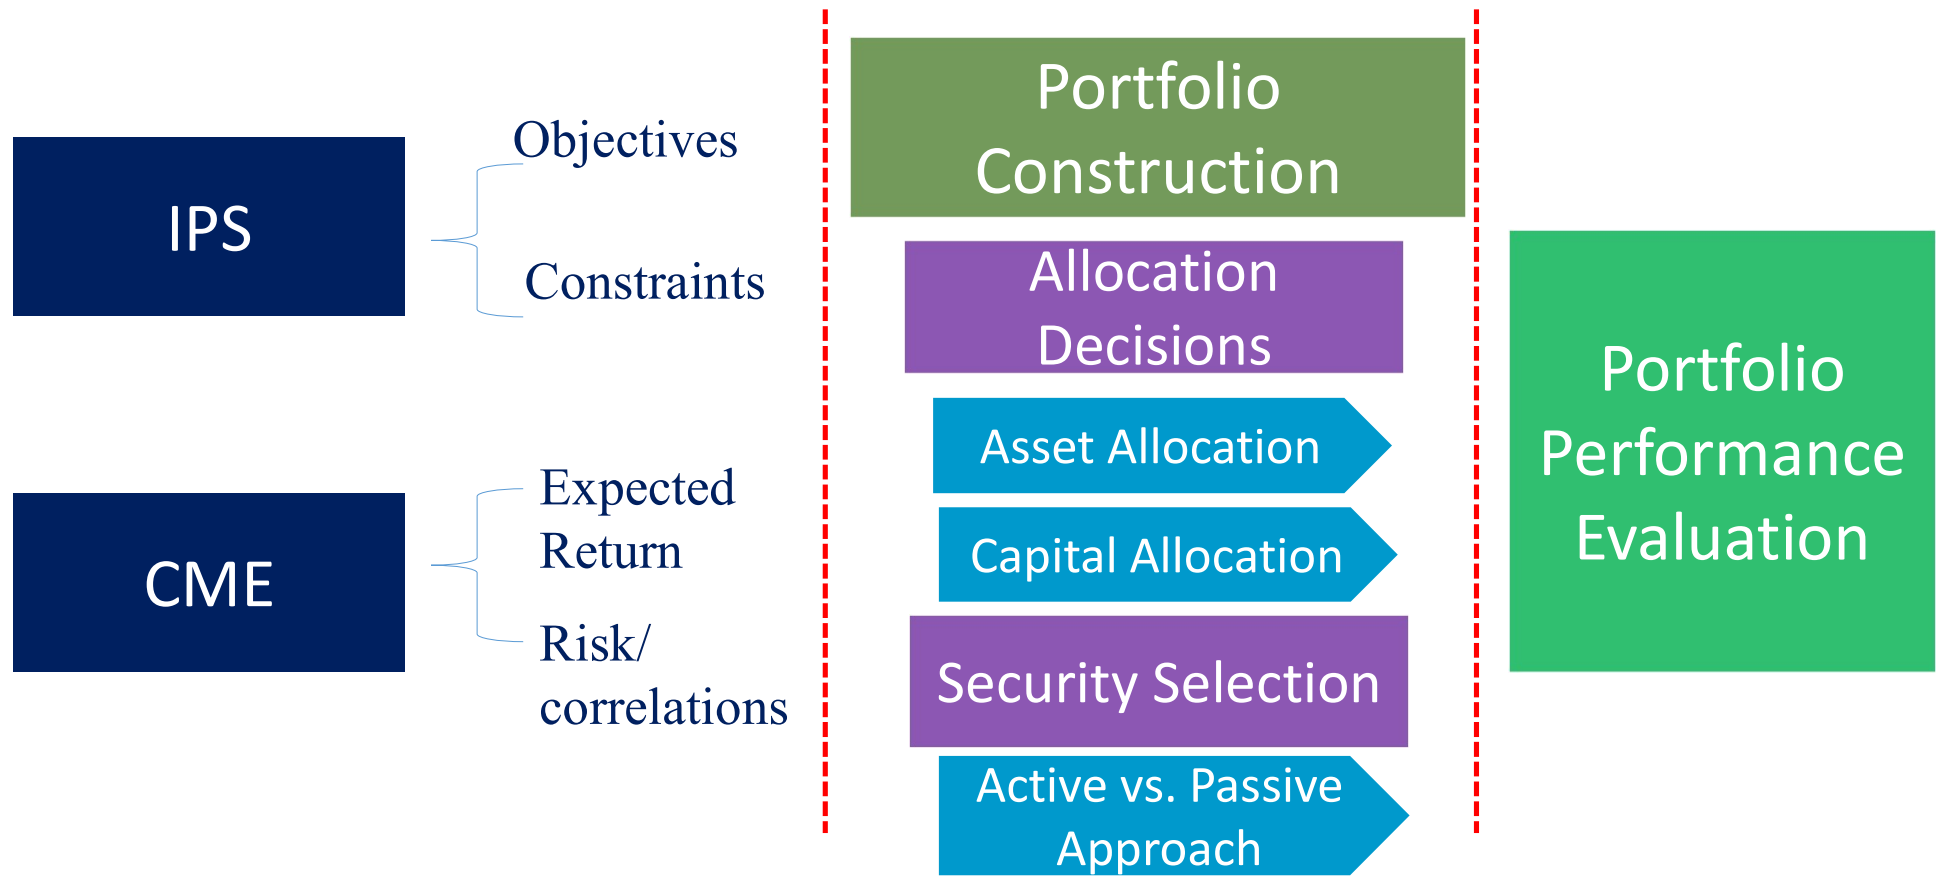 IPS
Objectives
Constraints
CME
Expected
Return
Risk/
correlations
Portfolio
Construction
Allocation
Decisions
Asset Allocation
Capital Allocation
Security Selection
Active vs. Passive
Approach
Portfolio
Performance
Evaluation